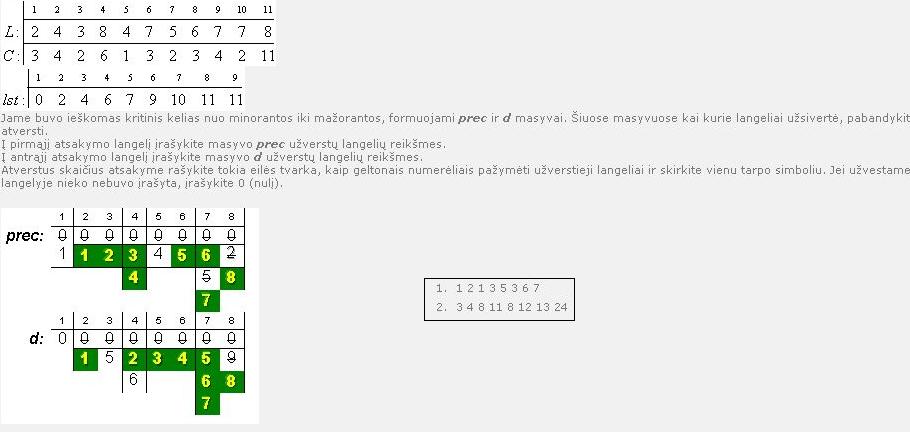 1 2 3 4 5 6 7 8 9 10 11
L: 2 4 3 8 4 7 5 6 7 7 8
C: 3 4 2 6 1 3 2 3 4 2 11
1 2 3 4 5 6 7 8 9
lst: 0 2 4 6 7 9 10 11 11
Jame buvo ieškomas kritinis kelias nuo minorantos iki mažorantos, formuojami prec ir d masyvai. Šiuose masyvuose kai kurie langeliai užsivertė, pabandykit
atversti.
Į pirmąjį atsakymo langelį įrašykite masyvo prec užverstų langelių reikšmes.
Į antrąjį atsakymo langelį įrašykite masyvo d užverstų langelių reikšmes.
Atverstus skaičius atsakyme rašykite tokia eilės tvarka, kaip geltonais numerėliais pažymėti užverstieji langeliai ir skirkite vienu tarpo simboliu. Jei užvestame
langelyje nieko nebuvo įrašyta, įrašykite 0 (nulį).
1 2 3 4 5 6 7 8
prec: 0 0 0 0 0 0 0 0
1 1 2 3 4 5 6 2
4 5 8
7
1 2 3 4 5 6 7 8
d: 0 0 0 0 0 0 0 0
1 5 2 3 4 5 9
6 6 8
7
1. 1 2 1 3 5 3 6 7
2. 3 4 8 11 8 12 13 24